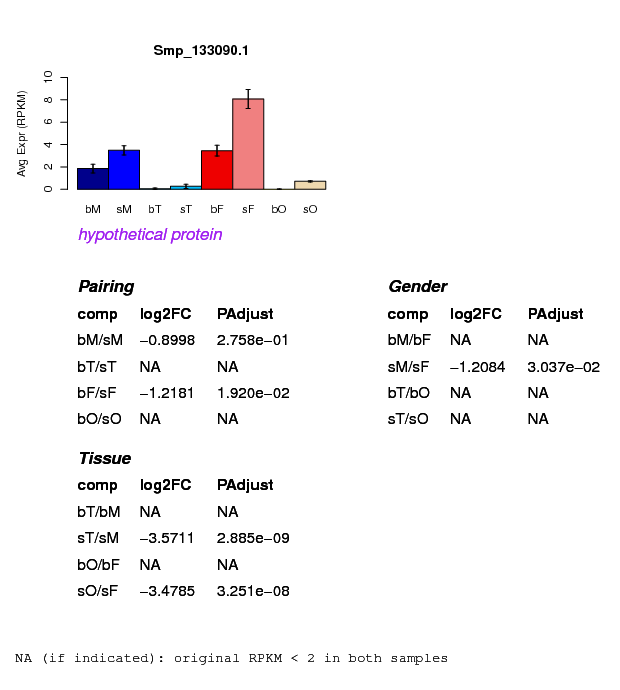 Smp_133090.1
Avg Expr (RPKM)
10
8
6
4
2
0
bM sM bT sT bF sF bO sO
hypothetical protein
Pairing
comp log2FC PAdjust
bM/sM −0.8998 2.758e−01
bT/sT NA NA
bF/sF −1.2181 1.920e−02
bO/sO NA NA
Gender
comp log2FC PAdjust
bM/bF NA NA
sM/sF −1.2084 3.037e−02
bT/bO NA NA
sT/sO NA NA
Tissue
comp log2FC PAdjust
bT/bM NA NA
sT/sM −3.5711 2.885e−09
bO/bF NA NA
sO/sF −3.4785 3.251e−08
NA (if indicated): original RPKM < 2 in both samples